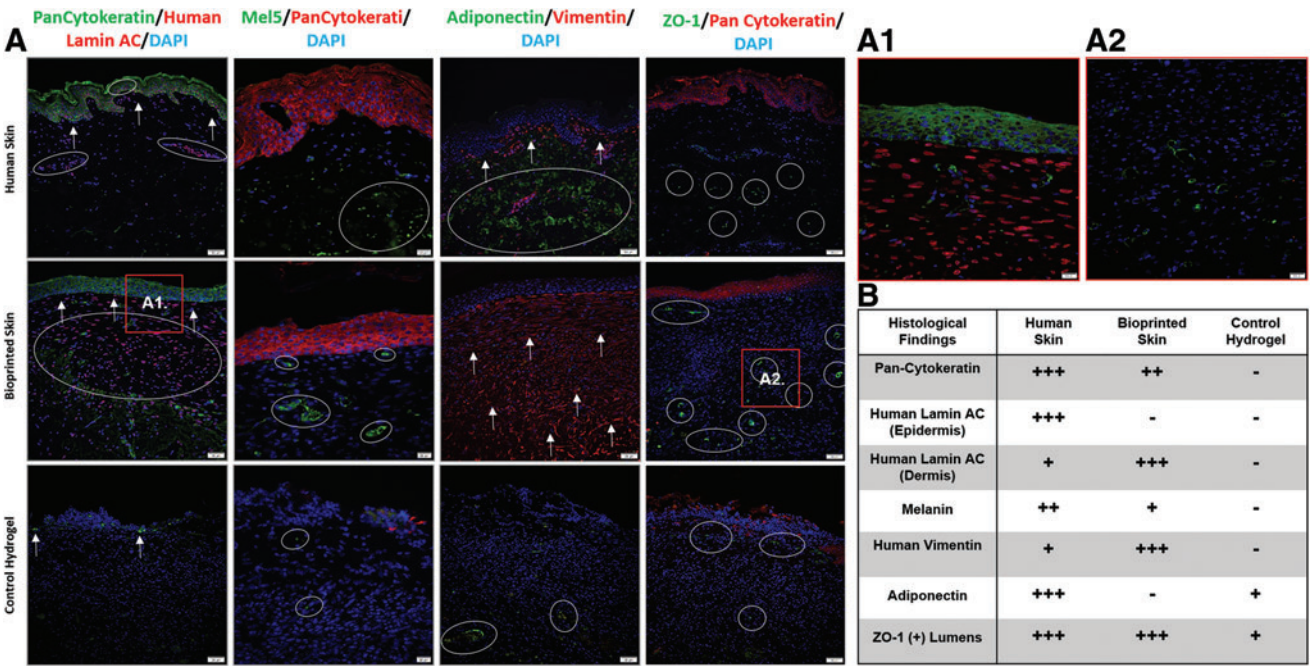 A
PanCytokeratin/Human
Lamin AC/DAPI
Mel5/PanCytokerati/
DAPI
Adiponectin/Vimentin/
DAPI
ZO-1/Pan Cytokeratin/
DAPI
Human Skin
Bioprinted Skin
A1.
A2.
Control Hydrogel
A1
A2
B
Histological Findings | Human Skin | Bioprinted Skin | Control Hydrogel
Pan-Cytokeratin | +++ | ++ | -
Human Lamin AC (Epidermis) | +++ | - | -
Human Lamin AC (Dermis) | + | +++ | -
Melanin | ++ | + | -
Human Vimentin | + | +++ | -
Adiponectin | +++ | - | +
ZO-1 (+) Lumens | +++ | +++ | +